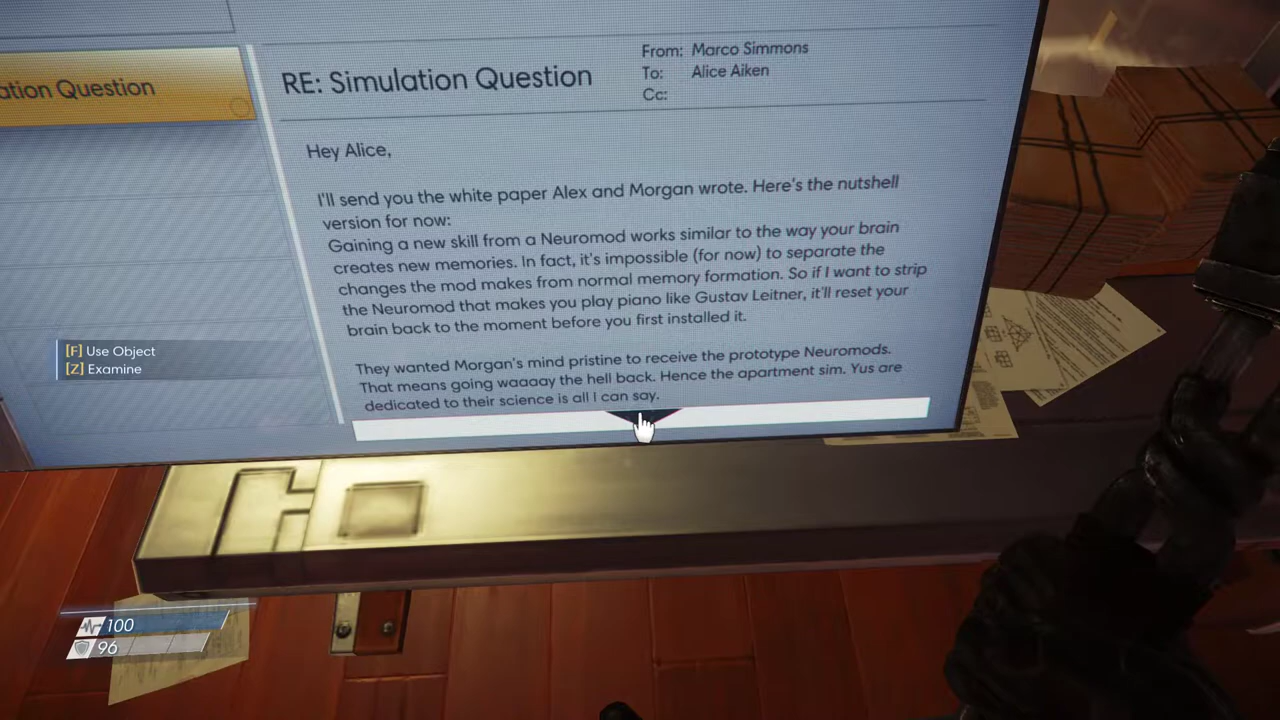 ation Question
RE: Simulation Question
From: Marco Simmons
To: Alice Aiken
Cc:
Hey Alice,
I'll send you the white paper Alex and Morgan wrote. Here's the nutshell
version for now:
Gaining a new skill from a Neuromod works similar to the way your brain
creates new memories. In fact, it's impossible (for now) to separate the
changes the mod makes from normal memory formation. So if I want to strip
the Neuromod that makes you play piano like Gustav Leitner, it'll reset your
brain back to the moment before you first installed it.
They wanted Morgan's mind pristine to receive the prototype Neuromods.
That means going waaaay the hell back. Hence the apartment sim. Yus are
dedicated to their science is all I can say.
[F] Use Object
[Z] Examine
100
96